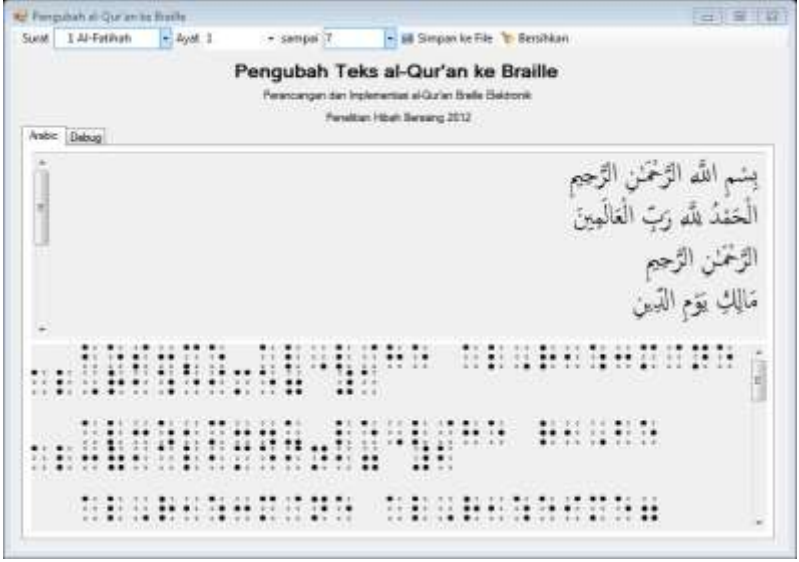 Pengubah al-Qur'an ke Braille
Surat 1 Al-Fatihah Ayat 1 sampai 7 Simpan ke File Bersihkan
Pengubah Teks al-Qur'an ke Braille
Perancangan dan Implementasi al-Qur'an Braille Elektronik
Penelitian Hibah Bersaing 2012
Arabic Debug
بِسْمِ اللَّهِ الرَّحْمَٰنِ الرَّحِيمِ
الْحَمْدُ لِلَّهِ رَبِّ الْعَالَمِينَ
الرَّحْمَٰنِ الرَّحِيمِ
مَالِكِ يَوْمِ الدِّينِ